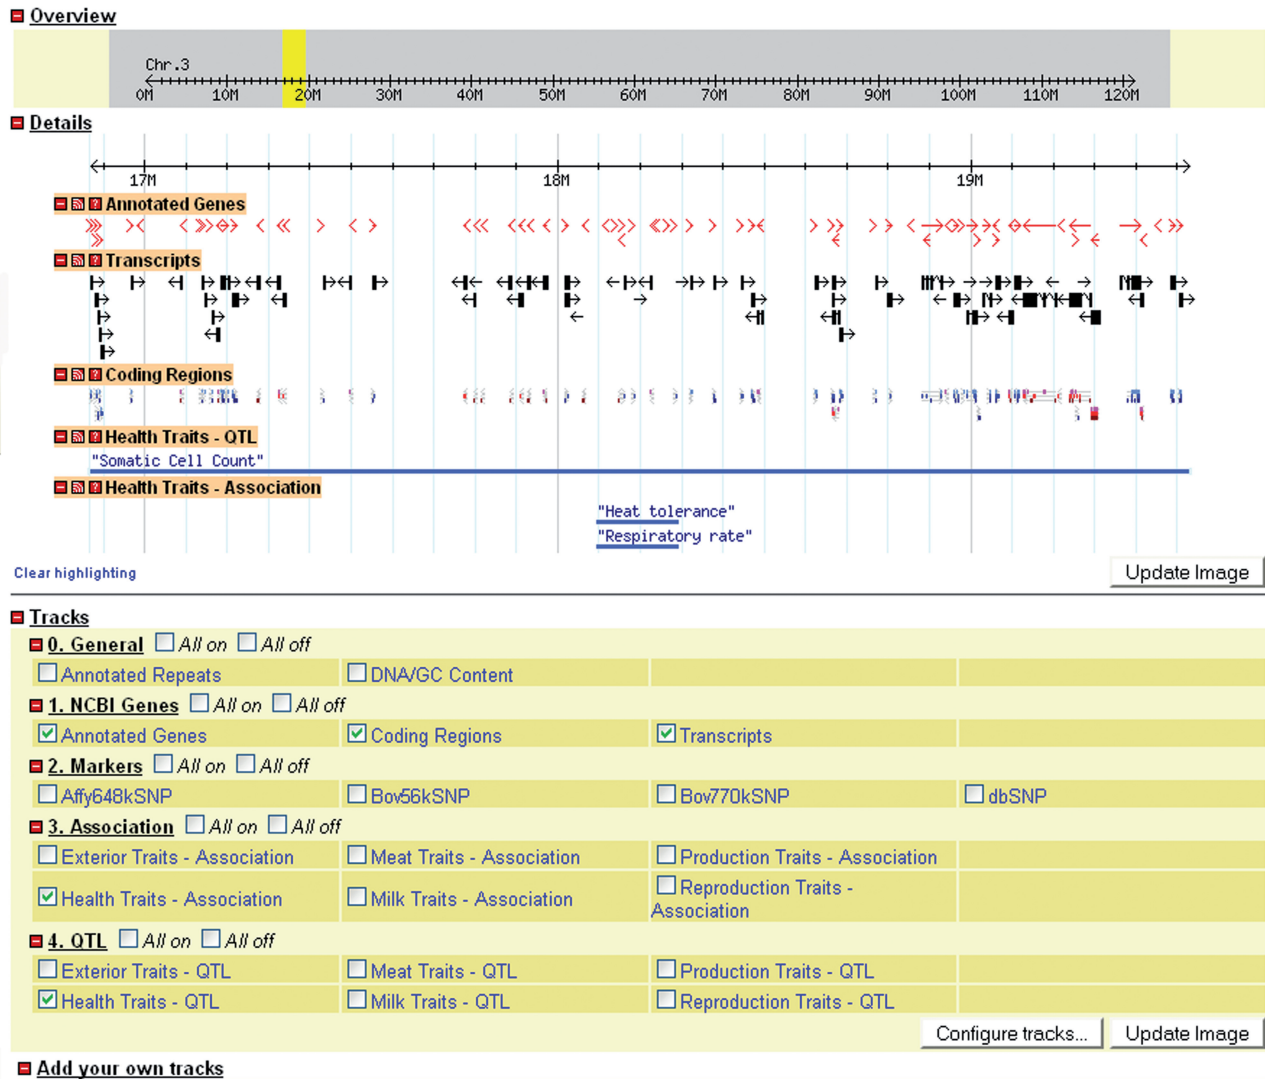 Overview
Chr.3
0M 10M 20M 30M 40M 50M 60M 70M 80M 90M 100M 110M 120M
Details
17M 18M 19M
Annotated Genes
Transcripts
Coding Regions
Health Traits - QTL
"Somatic Cell Count"
Health Traits - Association
"Heat tolerance"
"Respiratory rate"
Clear highlighting
Update Image
Tracks
0. General All on All off
Annotated Repeats DNA/GC Content
1. NCBI Genes All on All off
Annotated Genes Coding Regions Transcripts
2. Markers All on All off
Affy648kSNP Bov56kSNP Bov770kSNP dbSNP
3. Association All on All off
Exterior Traits - Association Meat Traits - Association Production Traits - Association
Health Traits - Association Milk Traits - Association Reproduction Traits -
Association
4. QTL All on All off
Exterior Traits - QTL Meat Traits - QTL Production Traits - QTL
Health Traits - QTL Milk Traits - QTL Reproduction Traits - QTL
Configure tracks... Update Image
Add your own tracks